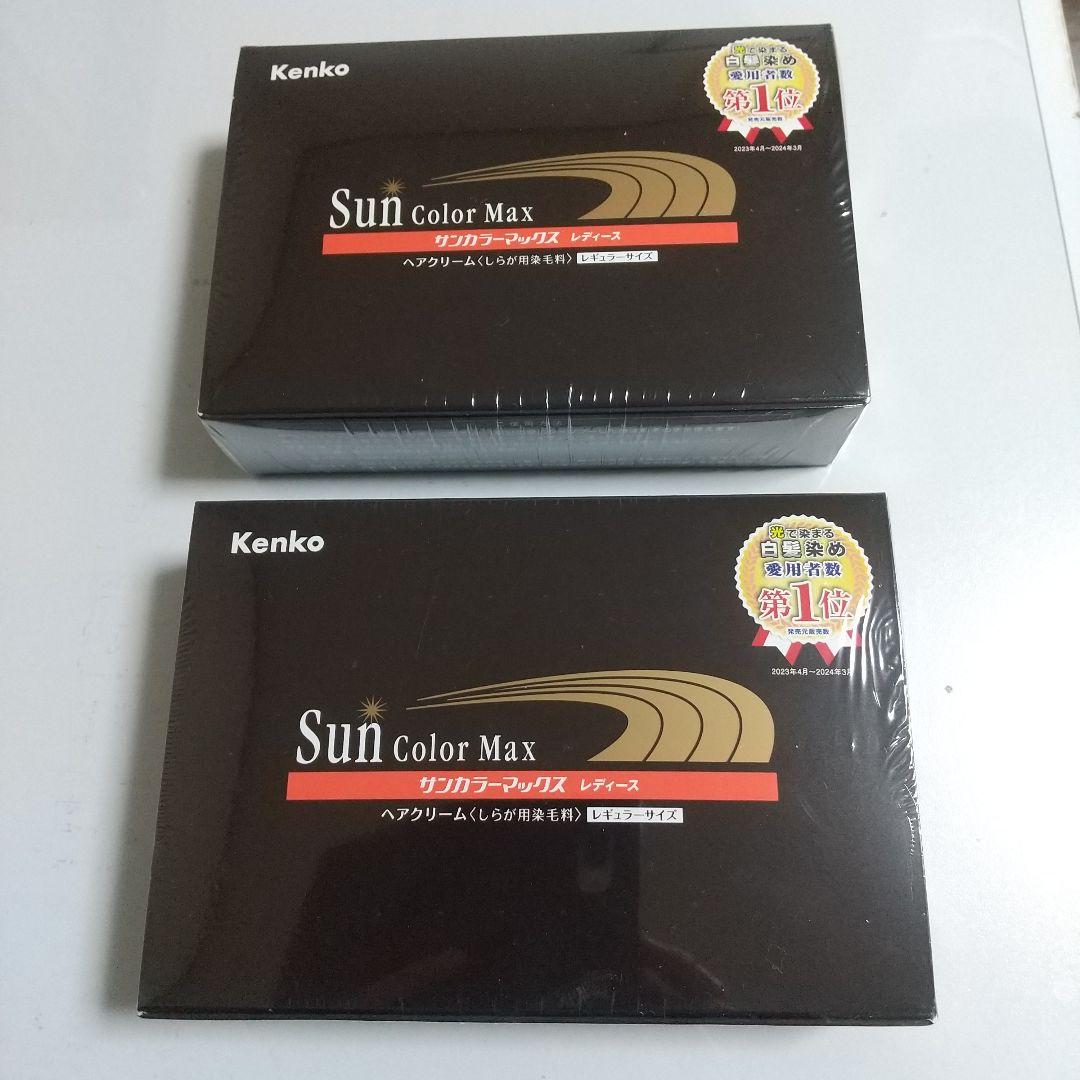 Kenko
光で染まる
白髪染め
愛用者数
第1位
発売元販売数
2023年4月〜2024年3月
Sun Color Max
サンカラーマックス レディース
ヘアクリーム〈しらが用染毛料〉 レギュラーサイズ
Kenko
光で染まる
白髪染め
愛用者数
第1位
発売元販売数
2023年4月〜2024年3月
Sun Color Max
サンカラーマックス レディース
ヘアクリーム〈しらが用染毛料〉 レギュラーサイズ